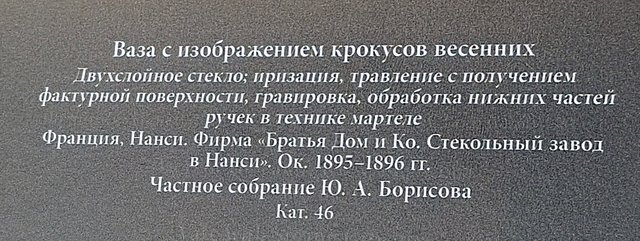 Ваза с изображением крокусов весенних
Двухслойное стекло; иризация, травление с получением
фактурной поверхности, гравировка, обработка нижних частей
ручек в технике мартеле
Франция, Нанси. Фирма «Братья Дом и Ко. Стекольный завод
в Нанси». Ок. 1895–1896 гг.
Частное собрание Ю. А. Борисова
Кат. 46